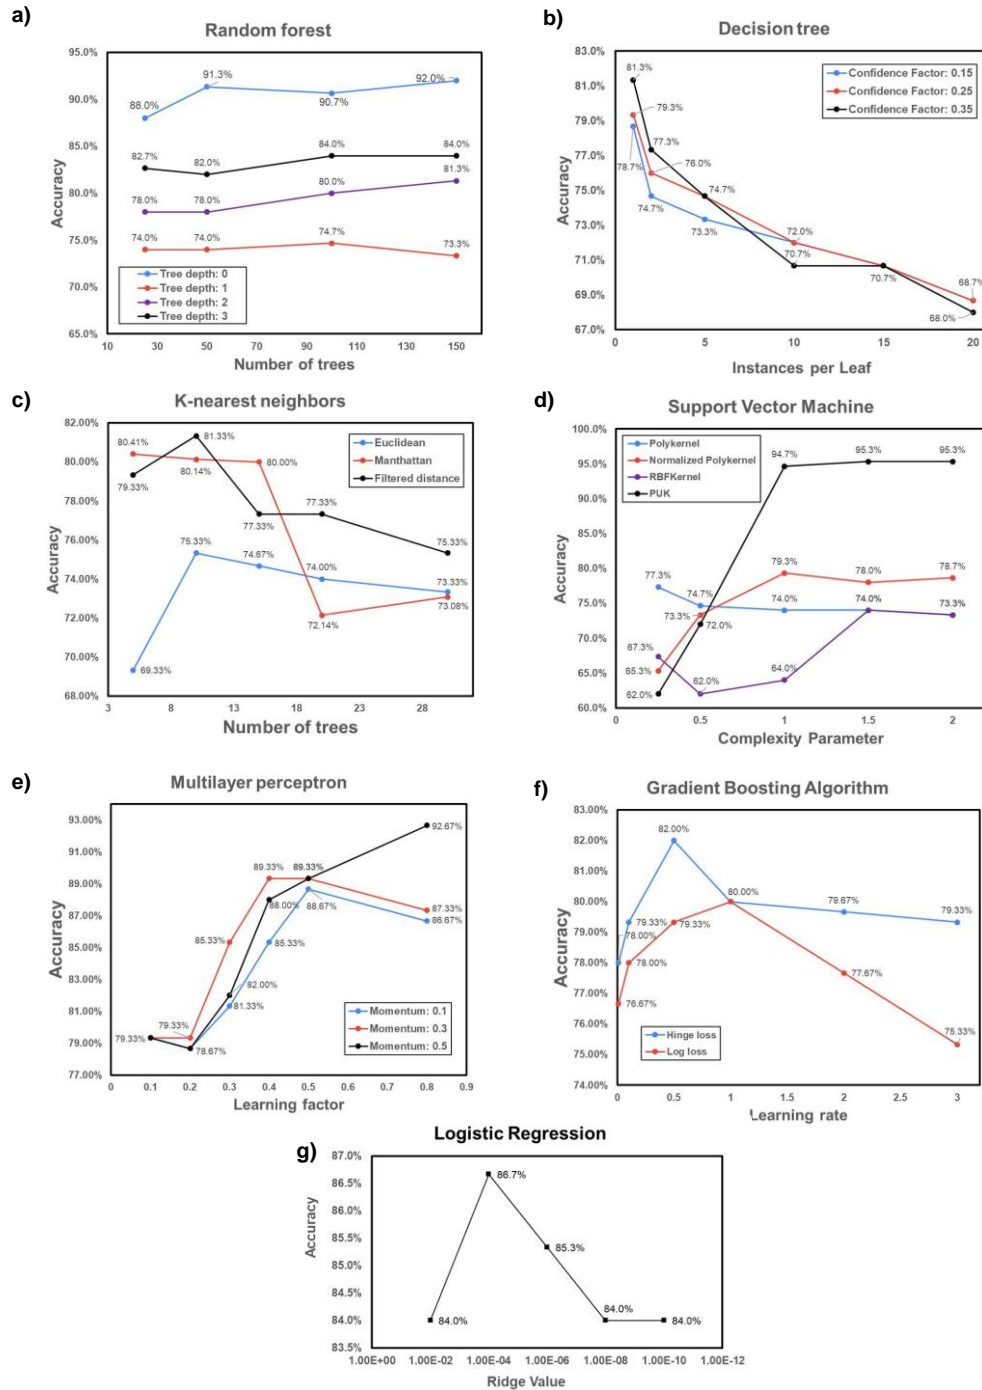 a)
Random forest
95.0%
90.0%
85.0%
80.0%
75.0%
70.0%
65.0%
Accuracy
88.0%
91.3%
90.7%
92.0%
82.7%
82.0%
84.0%
84.0%
78.0%
78.0%
80.0%
81.3%
74.0%
74.0%
74.7%
73.3%
Tree depth: 0
Tree depth: 1
Tree depth: 2
Tree depth: 3
10 30 50 70 90 110 130 150
Number of trees
b)
Decision tree
83.0%
81.0%
79.0%
77.0%
75.0%
73.0%
71.0%
69.0%
67.0%
Accuracy
Confidence Factor: 0.15
Confidence Factor: 0.25
Confidence Factor: 0.35
81.3%
79.3%
78.7%
77.3%
76.0%
74.7%
74.7%
73.3%
72.0%
70.7%
70.7%
68.7%
68.0%
0 5 10 15 20
Instances per Leaf
c)
K-nearest neighbors
82.00%
80.00%
78.00%
76.00%
74.00%
72.00%
70.00%
68.00%
Accuracy
Euclidean
Manthattan
Filtered distance
80.41%
81.33%
80.14%
80.00%
79.33%
77.33%
77.33%
75.33%
75.33%
74.67%
74.00%
73.33%
73.08%
72.14%
69.33%
3 8 13 18 23 28
Number of trees
d)
Support Vector Machine
100.0%
95.0%
90.0%
85.0%
80.0%
75.0%
70.0%
65.0%
60.0%
Accuracy
Polykernel
Normalized Polykernel
RBFKernel
PUK
94.7%
95.3%
95.3%
77.3%
74.7%
79.3%
78.0%
78.7%
73.3%
72.0%
74.0%
74.0%
73.3%
67.3%
65.3%
62.0%
62.0%
64.0%
0 0.5 1 1.5 2
Complexity Parameter
e)
Multilayer perceptron
93.00%
91.00%
89.00%
87.00%
85.00%
83.00%
81.00%
79.00%
77.00%
Accuracy
92.67%
89.33%
89.33%
88.00%
88.67%
87.33%
86.67%
85.33%
85.33%
82.00%
81.33%
79.33%
79.33%
78.67%
Momentum: 0.1
Momentum: 0.3
Momentum: 0.5
0 0.1 0.2 0.3 0.4 0.5 0.6 0.7 0.8 0.9
Learning factor
f)
Gradient Boosting Algorithm
83.00%
82.00%
81.00%
80.00%
79.00%
78.00%
77.00%
76.00%
75.00%
74.00%
Accuracy
82.00%
80.00%
79.67%
79.33%
79.33%
79.33%
78.00%
78.00%
77.67%
76.67%
75.33%
Hinge loss
Log loss
0 0.5 1 1.5 2 2.5 3
Learning rate
g)
Logistic Regression
87.0%
86.5%
86.0%
85.5%
85.0%
84.5%
84.0%
83.5%
Accuracy
86.7%
85.3%
84.0%
84.0%
84.0%
1.00E+00 1.00E-02 1.00E-04 1.00E-06 1.00E-08 1.00E-10 1.00E-12
Ridge Value